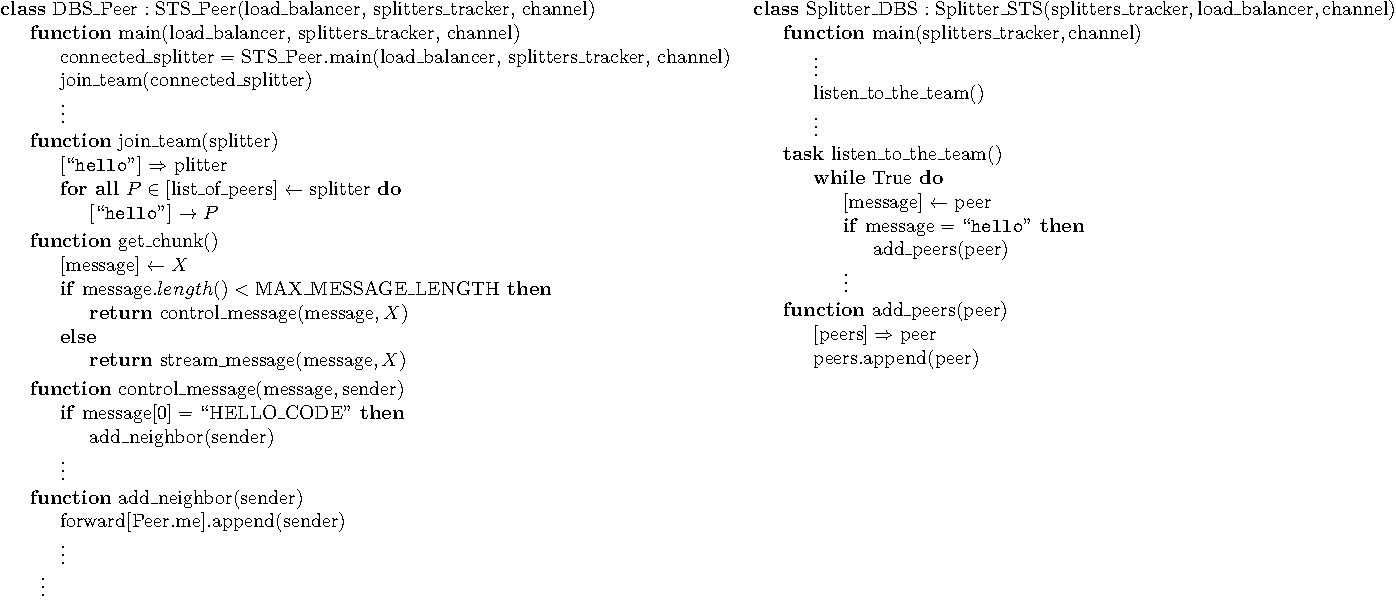 class DBS_Peer : STS_Peer(load_balancer, splitters_tracker, channel)
function main(load_balancer, splitters_tracker, channel)
connected_splitter = STS_Peer.main(load_balancer, splitters_tracker, channel)
join_team(connected_splitter)
⋮
function join_team(splitter)
[“hello”] ⇒ plitter
for all P ∈ [list_of_peers] ← splitter do
[“hello”] → P
function get_chunk()
[message] ← X
if message.length() < MAX_MESSAGE_LENGTH then
return control_message(message, X)
else
return stream_message(message, X)
function control_message(message, sender)
if message[0] = “HELLO_CODE” then
add_neighbor(sender)
⋮
function add_neighbor(sender)
forward[Peer.me].append(sender)
⋮
⋮
class Splitter_DBS : Splitter_STS(splitters_tracker, load_balancer, channel)
function main(splitters_tracker, channel)
⋮
listen_to_the_team()
⋮
task listen_to_the_team()
while True do
[message] ← peer
if message = “hello” then
add_peers(peer)
⋮
function add_peers(peer)
[peers] ⇒ peer
peers.append(peer)